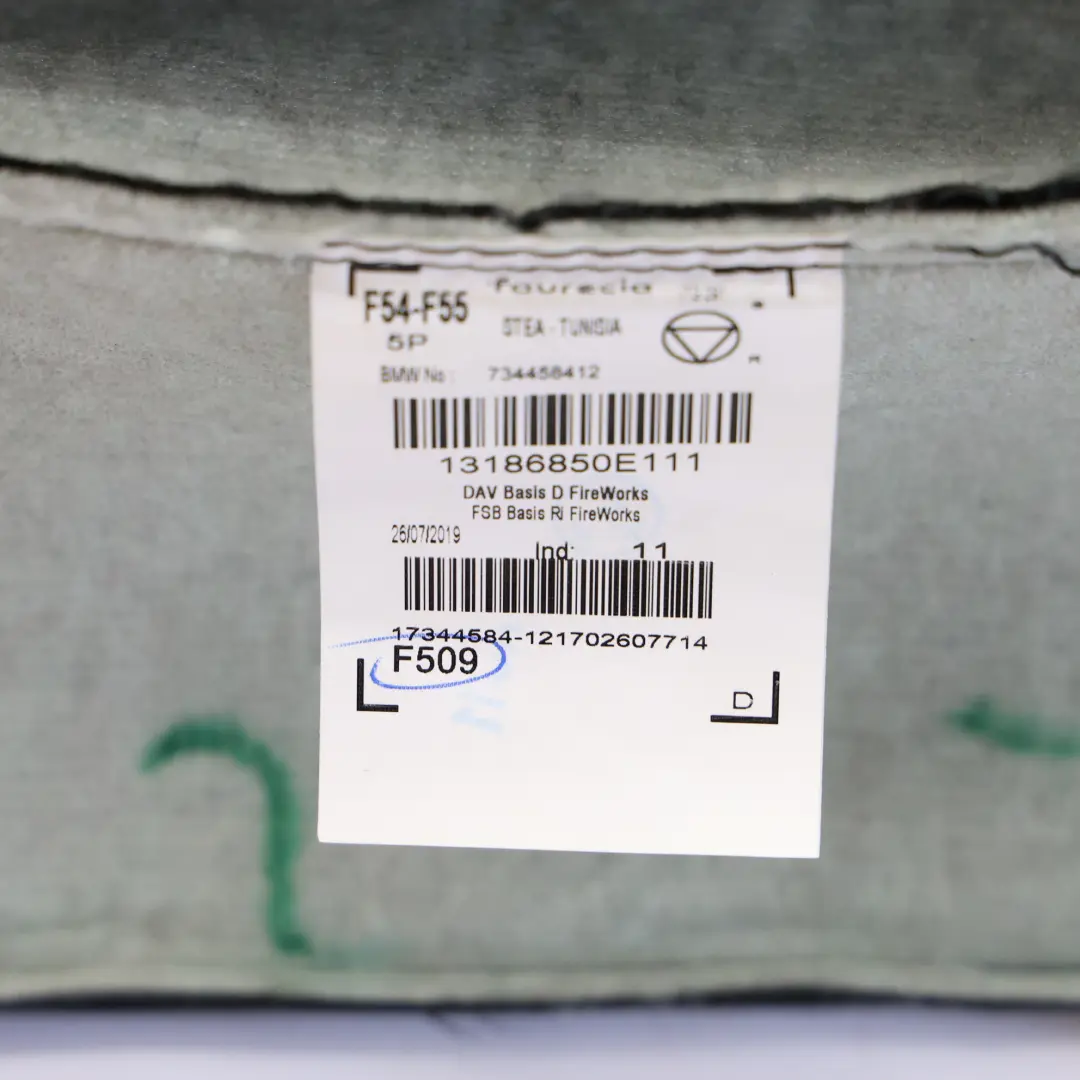 faurecia
F54-F55
STEA - TUNISIA
5P
BMW No : 734458412
13186850E111
DAV Basis D FireWorks
FSB Basis Ri FireWorks
26/07/2019
Ind: 11
17344584-121702607714
F509
D